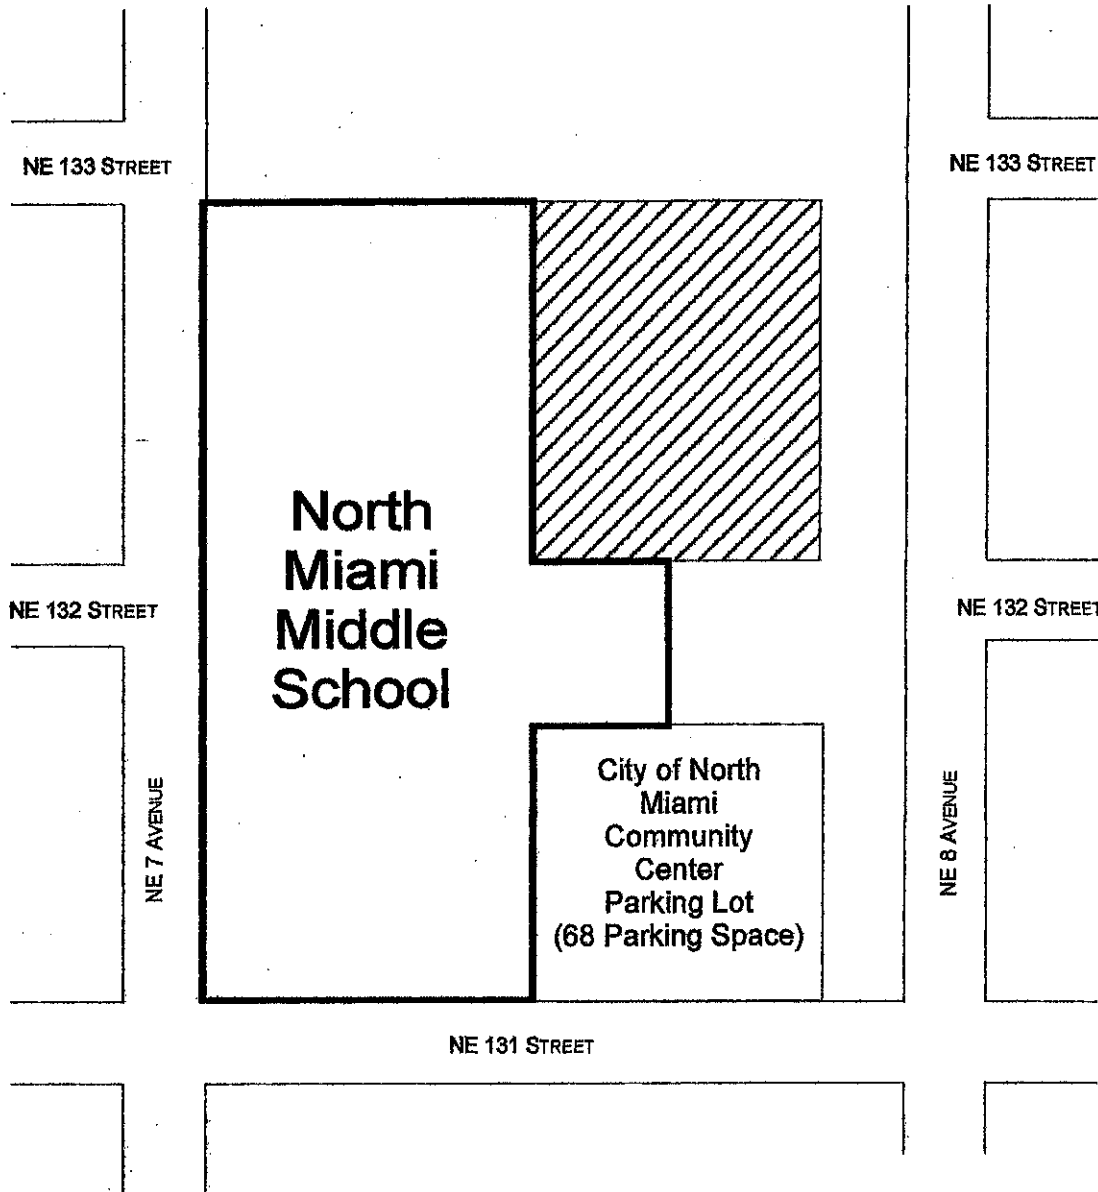 NE 133 STREET
NE 133 STREET
North
Miami
Middle
School
NE 132 STREET
NE 132 STREET
City of North
Miami
Community
Center
Parking Lot
(68 Parking Space)
NE 7 AVENUE
NE 8 AVENUE
NE 131 STREET